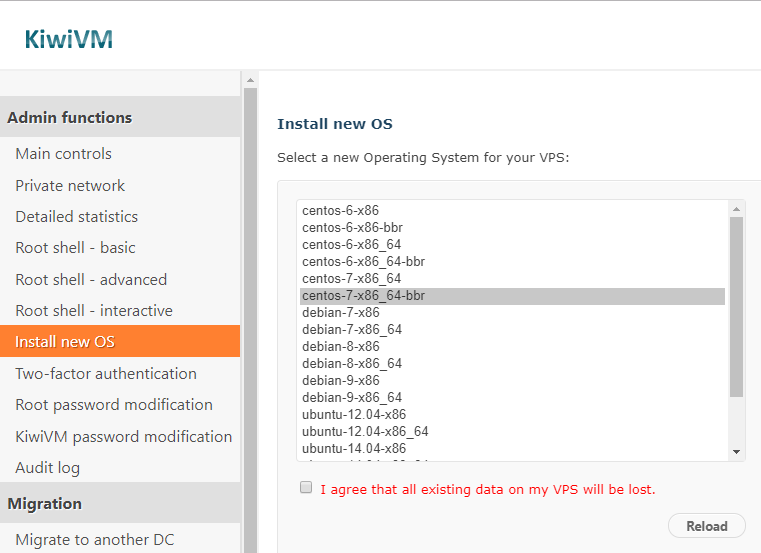 KiwiVM
Admin functions
Main controls
Private network
Detailed statistics
Root shell - basic
Root shell - advanced
Root shell - interactive
Install new OS
Two-factor authentication
Root password modification
KiwiVM password modification
Audit log
Migration
Migrate to another DC
Install new OS
Select a new Operating System for your VPS:
centos-6-x86
centos-6-x86-bbr
centos-6-x86_64
centos-6-x86_64-bbr
centos-7-x86_64
centos-7-x86_64-bbr
debian-7-x86
debian-7-x86_64
debian-8-x86
debian-8-x86_64
debian-9-x86
debian-9-x86_64
ubuntu-12.04-x86
ubuntu-12.04-x86_64
ubuntu-14.04-x86
I agree that all existing data on my VPS will be lost.
Reload